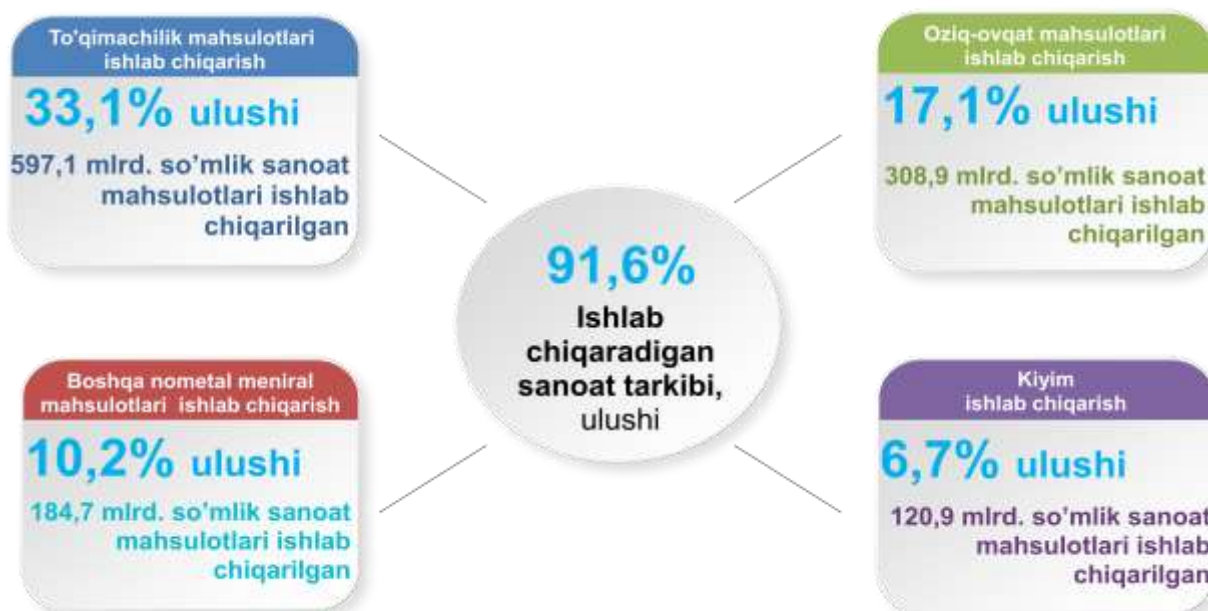 To'qimachilik mahsulotlari
ishlab chiqarish
33,1% ulushi
597,1 mlrd. so’mlik sanoat
mahsulotlari ishlab
chiqarilgan
Oziq-ovqat mahsulotlari
ishlab chiqarish
17,1% ulushi
308,9 mlrd. so’mlik sanoat
mahsulotlari ishlab
chiqarilgan
91,6%
Ishlab
chiqaradigan
sanoat tarkibi,
ulushi
Boshqa nometal meniral
mahsulotlari ishlab chiqarish
10,2% ulushi
184,7 mlrd. so’mlik sanoat
mahsulotlari ishlab
chiqarilgan
Kiyim
ishlab chiqarish
6,7% ulushi
120,9 mlrd. so’mlik sanoat
mahsulotlari ishlab
chiqarilgan